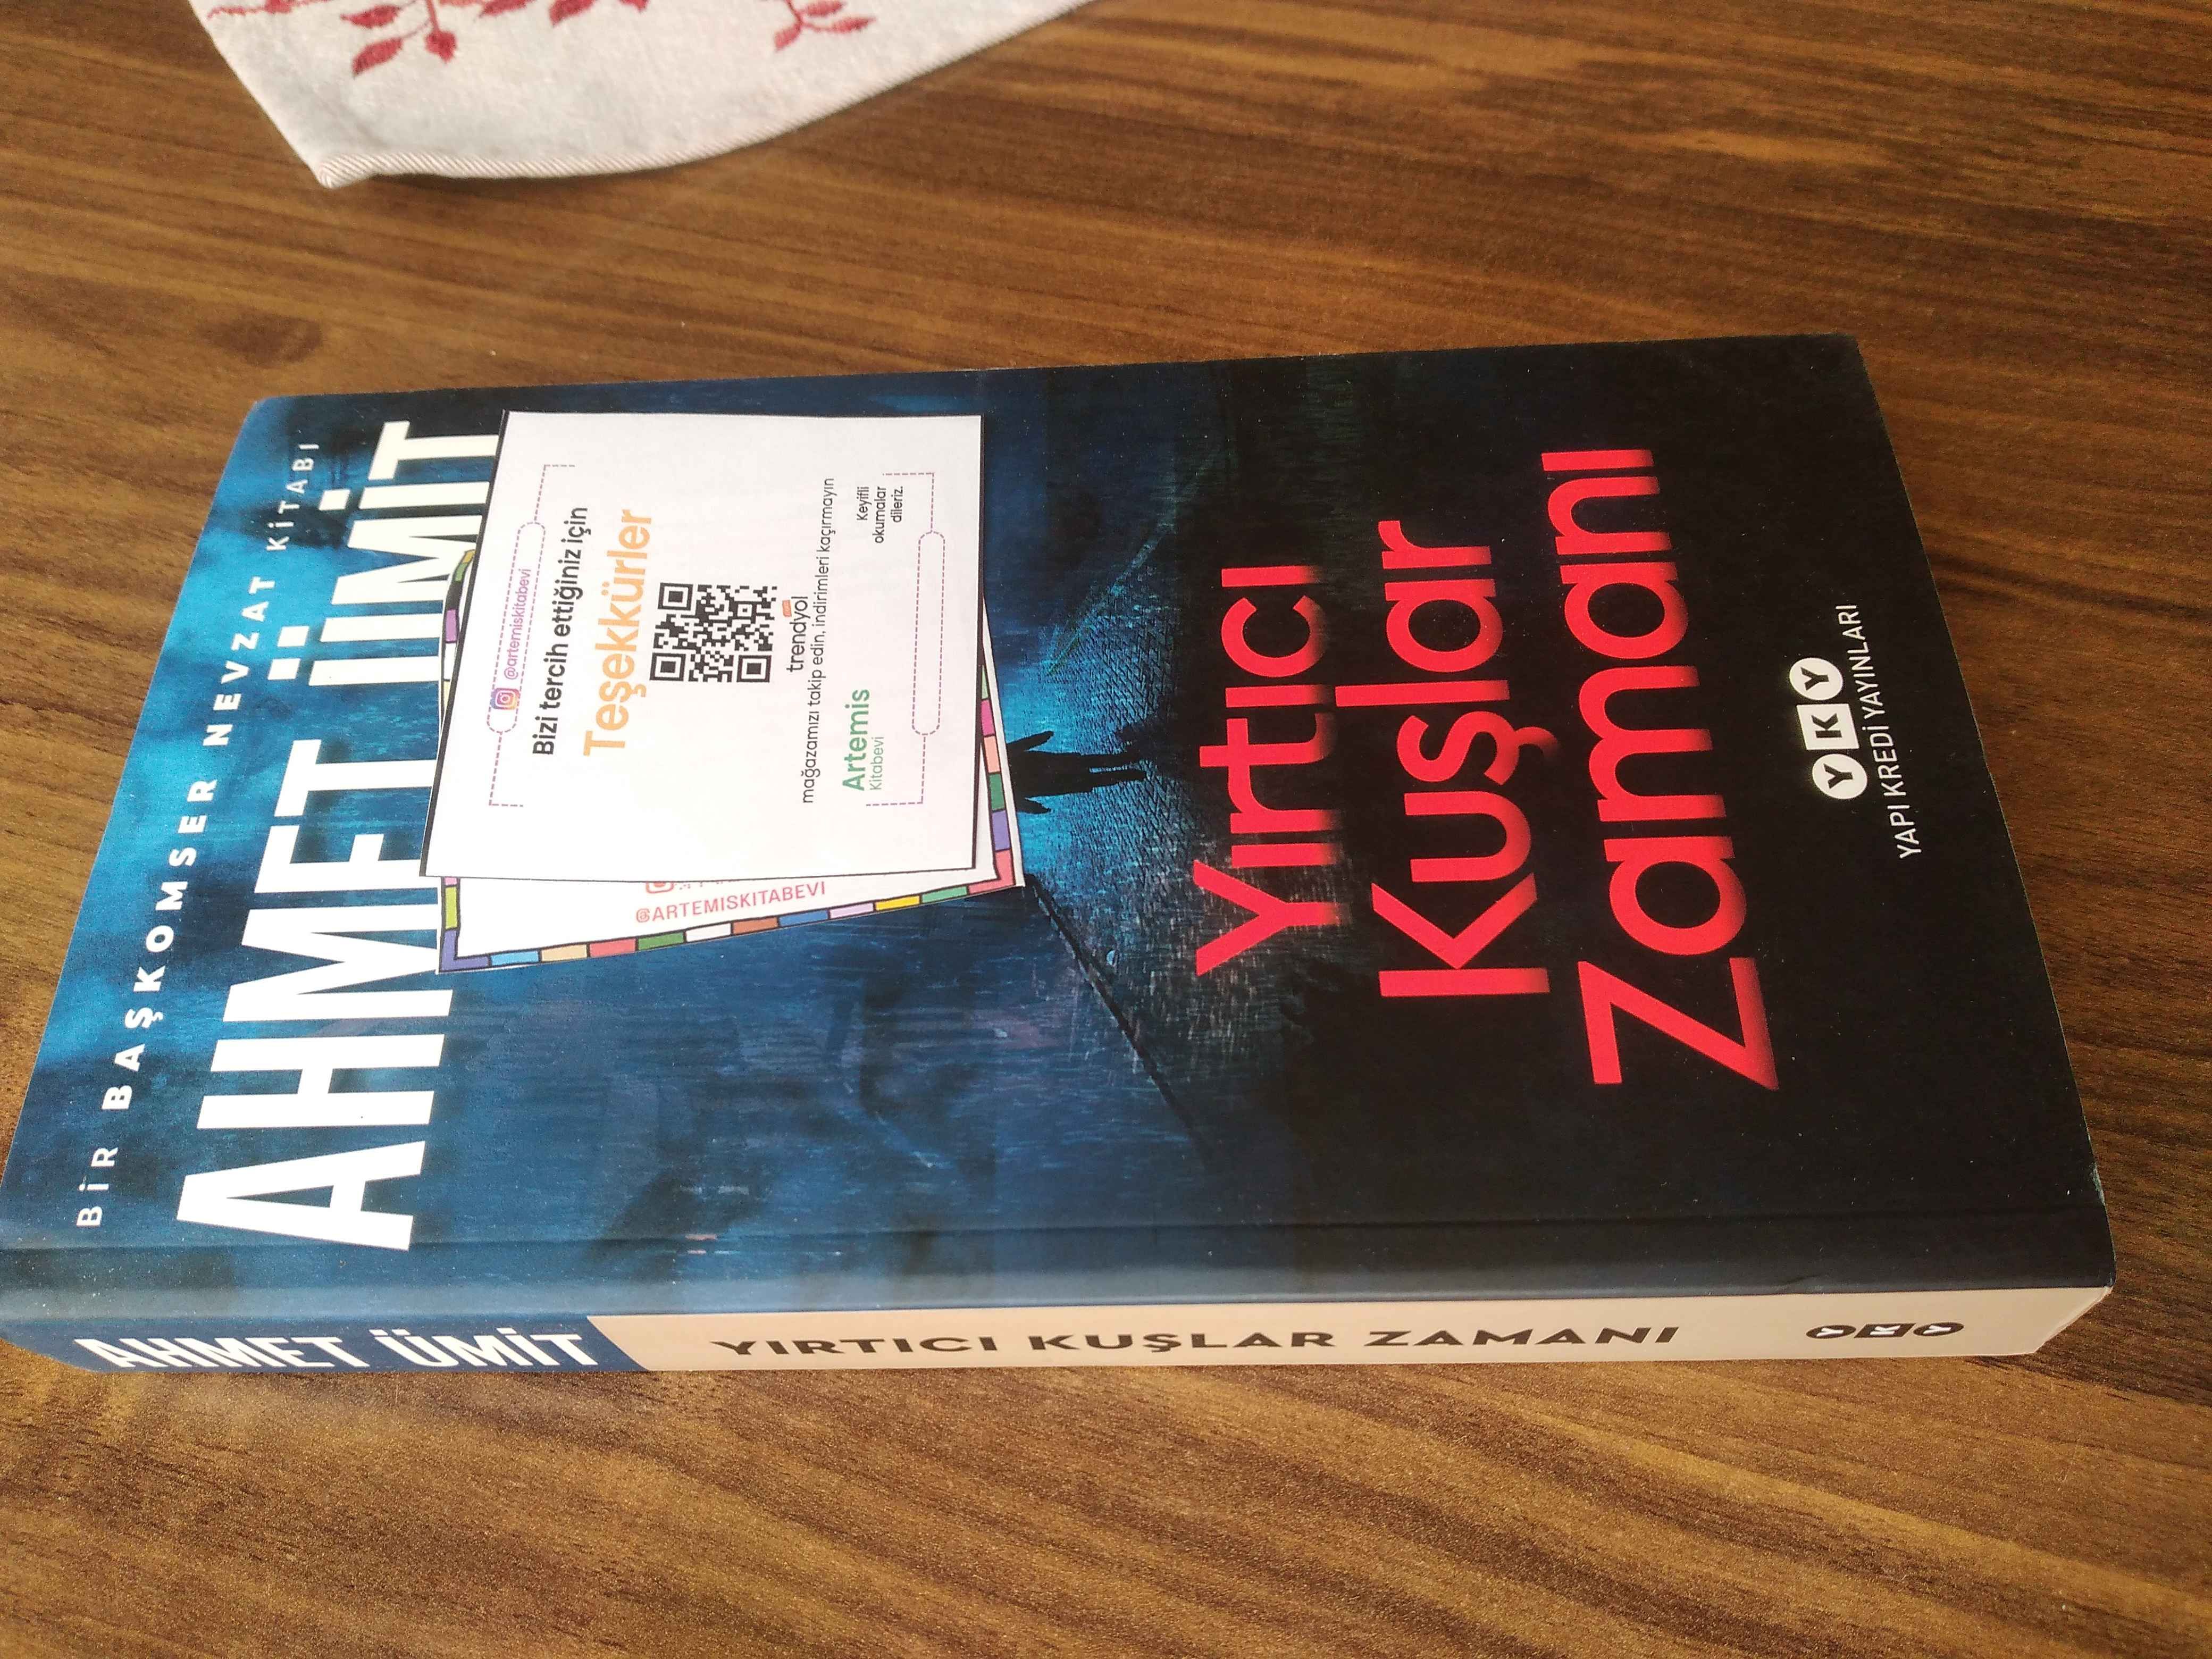 BİR BAŞKOMSER NEVZAT KİTABI
AHMET ÜMİT
@artemiskitabevi
Bizi tercih ettiğiniz için
Teşekkürler
trendyol
mağazamızı takip edin, indirimleri kaçırmayın
Artemis
Kitabevi
Keyifli
okumalar
dileriz.
@ARTEMISKITABEVI
Yırtıcı
Kuşlar
Zamanı
YKY
YAPI KREDİ YAYINLARI
AHMET ÜMİT YIRTICI KUŞLAR ZAMANI YKY